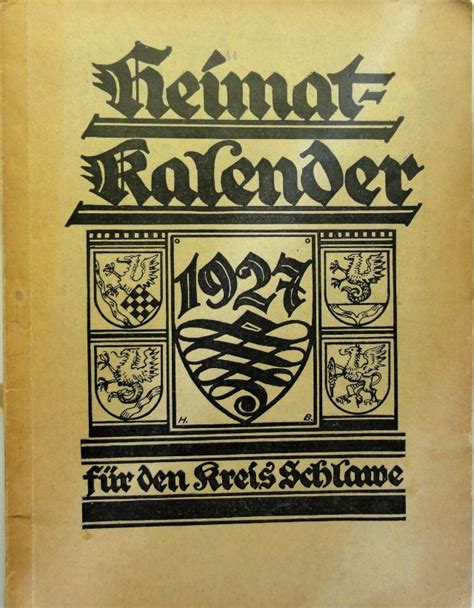 Heimat=
Kalender
1927
H. B.
für den Kreis Schlawe